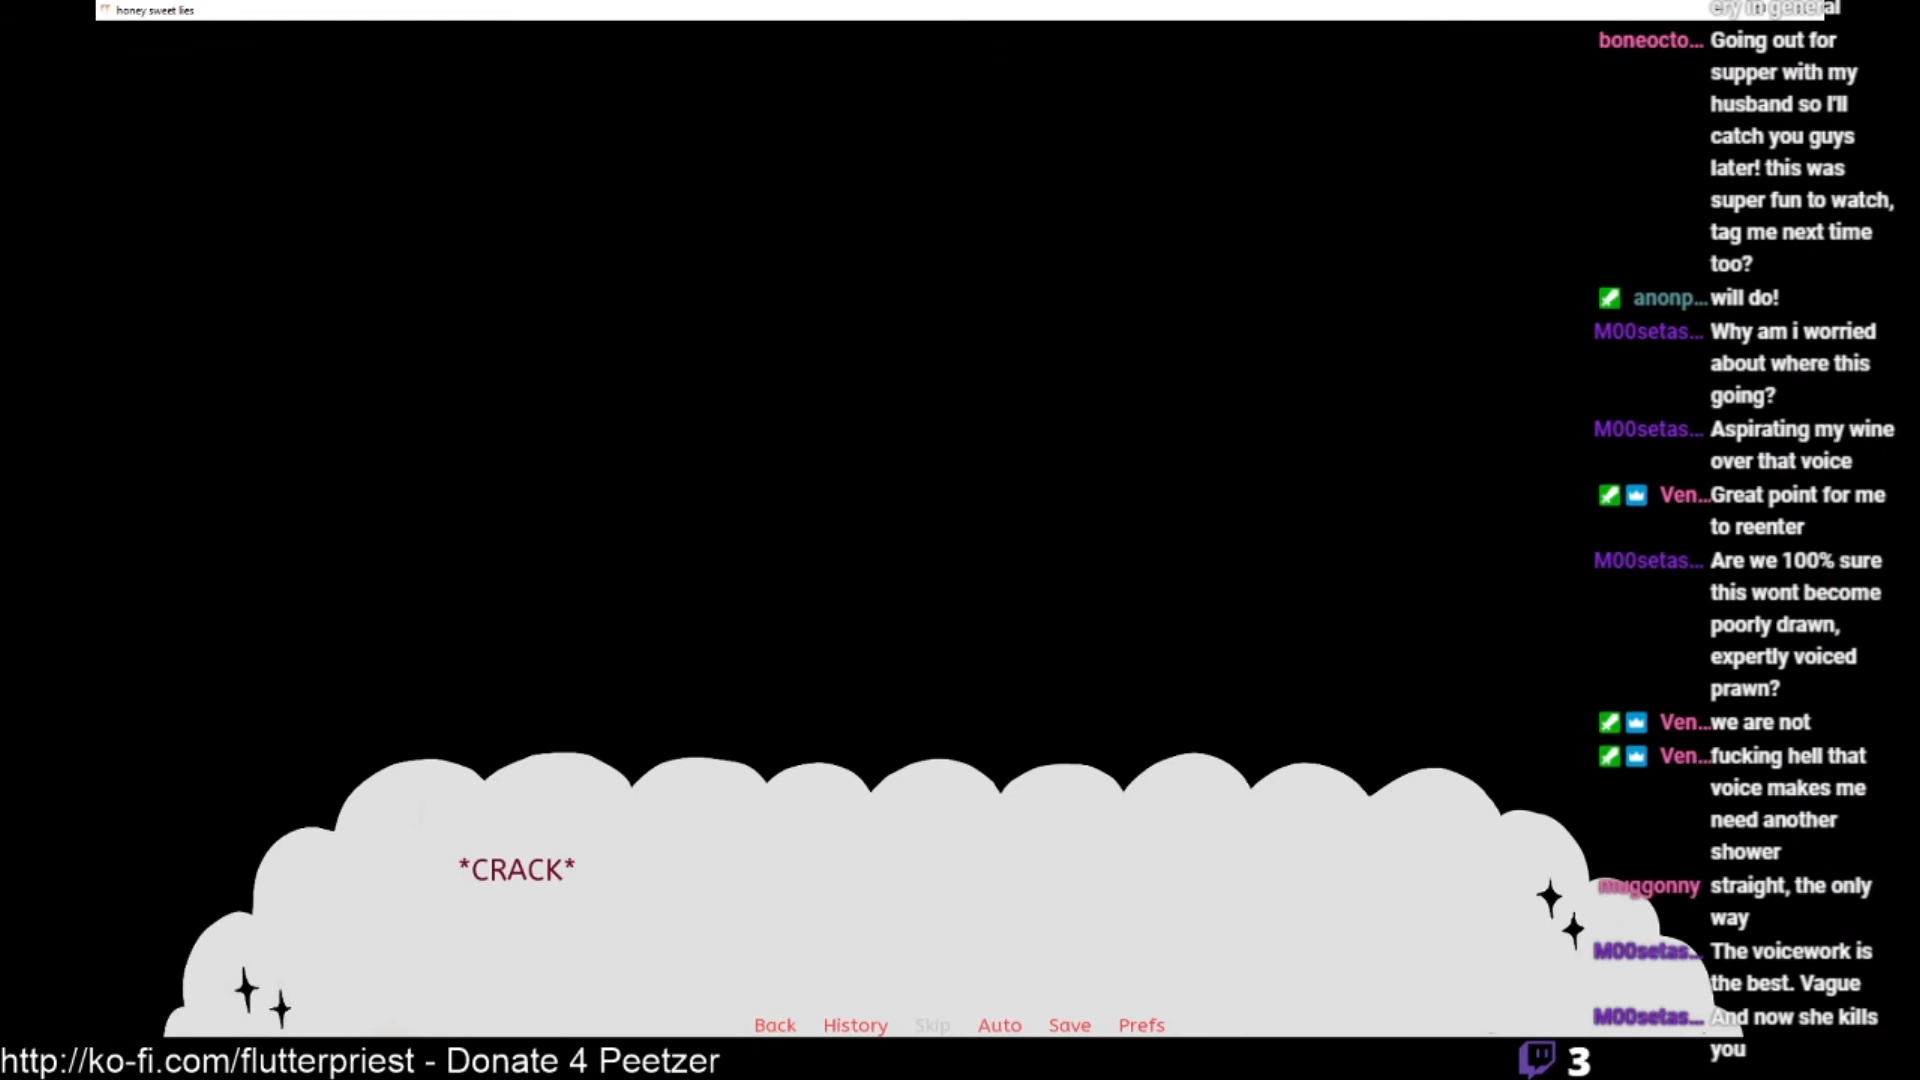 honey sweet lies
cry in general
boneocto... Going out for
supper with my
husband so I'll
catch you guys
later! this was
super fun to watch,
tag me next time
too?
anonp... will do!
M00setas... Why am i worried
about where this
going?
M00setas... Aspirating my wine
over that voice
Ven... Great point for me
to reenter
M00setas... Are we 100% sure
this wont become
poorly drawn,
expertly voiced
prawn?
Ven... we are not
Ven... fucking hell that
voice makes me
need another
shower
muggonny straight, the only
way
M00setas... The voicework is
the best. Vague
M00setas... And now she kills
you
*CRACK*
Back History Skip Auto Save Prefs
http://ko-fi.com/flutterpriest - Donate 4 Peetzer
3